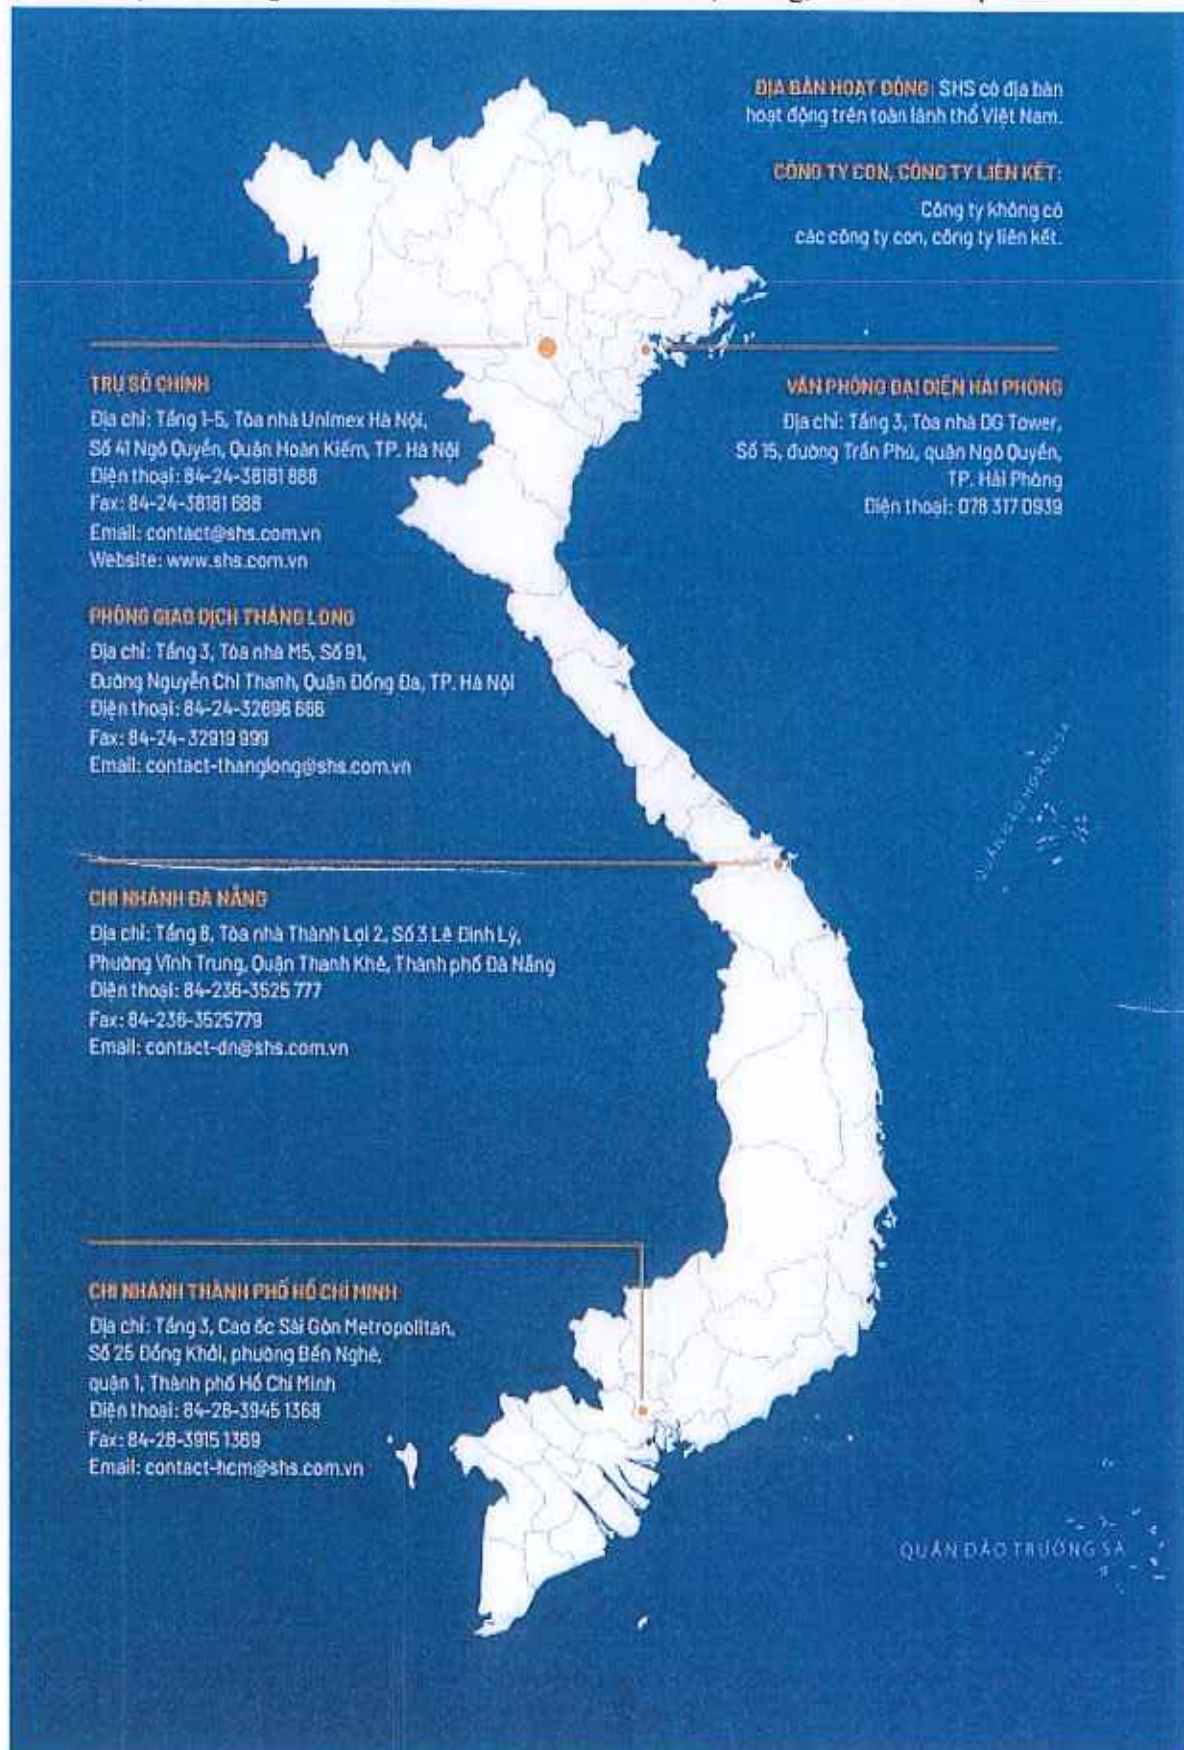 ĐỊA BÀN HOẠT ĐỘNG: SHS có địa bàn
hoạt động trên toàn lãnh thổ Việt Nam.
CÔNG TY CON, CÔNG TY LIÊN KẾT:
Công ty không có
các công ty con, công ty liên kết.
TRỤ SỞ CHÍNH
Địa chỉ: Tầng 1-5, Tòa nhà Unimex Hà Nội,
Số 41 Ngô Quyền, Quận Hoàn Kiếm, TP. Hà Nội
Điện thoại: 84-24-38181 888
Fax: 84-24-38181 688
Email: contact@shs.com.vn
Website: www.shs.com.vn
VĂN PHÒNG ĐẠI DIỆN HẢI PHÒNG
Địa chỉ: Tầng 3, Tòa nhà DG Tower,
Số 15, đường Trần Phú, quận Ngô Quyền,
TP. Hải Phòng
Điện thoại: 078 317 0939
PHÒNG GIAO DỊCH THĂNG LONG
Địa chỉ: Tầng 3, Tòa nhà M5, Số 91,
Đường Nguyễn Chí Thanh, Quận Đống Đa, TP. Hà Nội
Điện thoại: 84-24-32696 666
Fax: 84-24- 32919 999
Email: contact-thanglong@shs.com.vn
QUẦN ĐẢO HOÀNG SA
CHI NHÁNH ĐÀ NẴNG
Địa chỉ: Tầng 8, Tòa nhà Thành Lợi 2, Số 3 Lê Đình Lý,
Phường Vĩnh Trung, Quận Thanh Khê, Thành phố Đà Nẵng
Điện thoại: 84-236-3525 777
Fax: 84-236-3525779
Email: contact-dn@shs.com.vn
CHI NHÁNH THÀNH PHỐ HỒ CHÍ MINH
Địa chỉ: Tầng 3, Cao ốc Sài Gòn Metropolitan,
Số 25 Đồng Khởi, phường Bến Nghé,
quận 1, Thành phố Hồ Chí Minh
Điện thoại: 84-28-3945 1368
Fax: 84-28-3915 1369
Email: contact-hcm@shs.com.vn
QUẦN ĐẢO TRƯỜNG SA